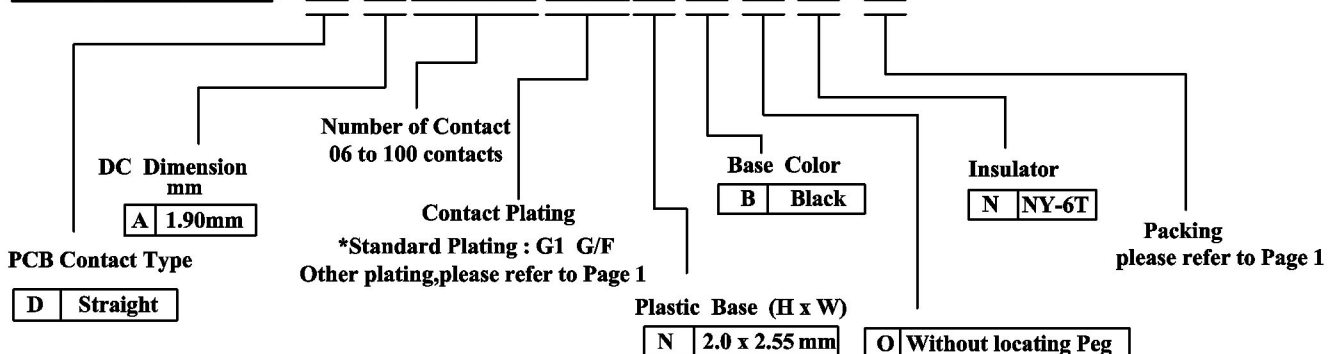 Number of Contact
06 to 100 contacts
DC Dimension
mm
A 1.90mm
Base Color
B Black
Insulator
N NY-6T
Contact Plating
*Standard Plating : G1 G/F
Other plating,please refer to Page 1
Packing
please refer to Page 1
PCB Contact Type
D Straight
Plastic Base (H x W)
N 2.0 x 2.55 mm
O Without locating Peg